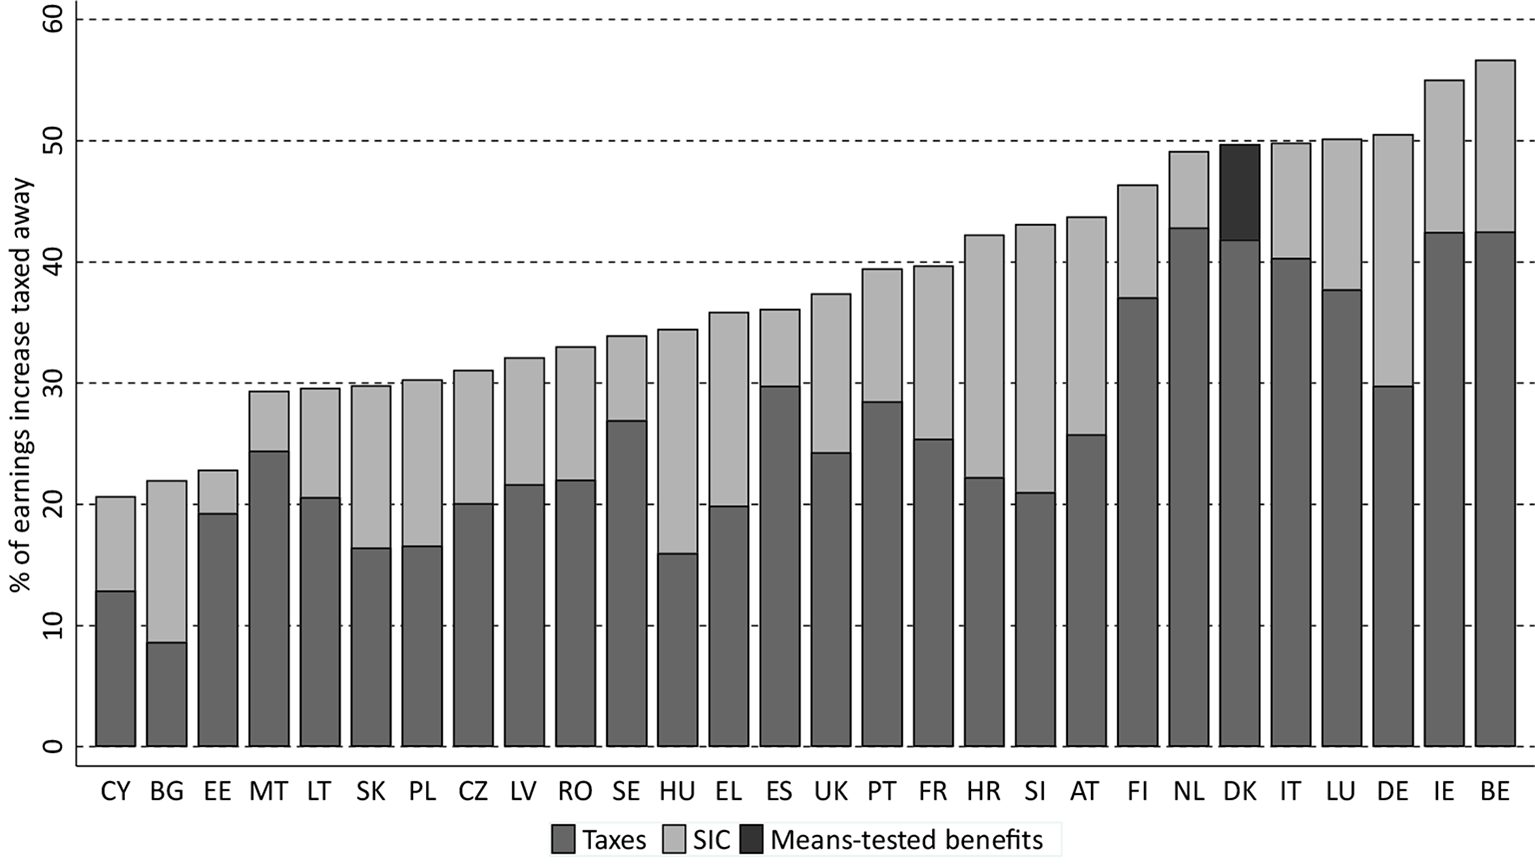 % of earnings increase taxed away
60
50
40
30
20
10
0
CY BG EE MT LT SK PL CZ LV RO SE HU EL ES UK PT FR HR SI AT FI NL DK IT LU DE IE BE
Taxes SIC Means-tested benefits